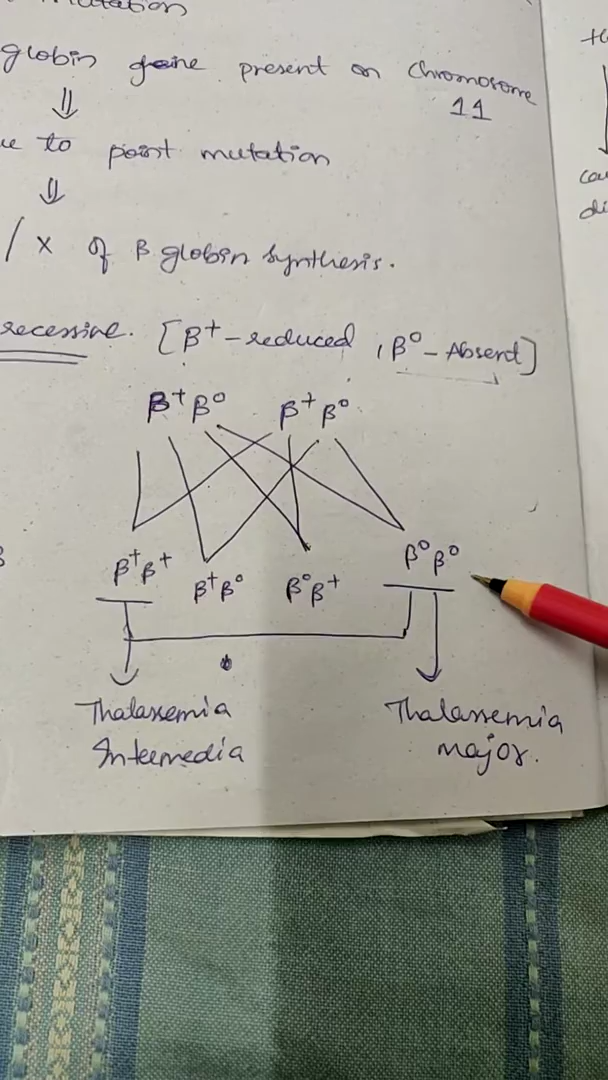 mutation
globin gene present on Chromosome
11
⇓
to point mutation
⇓
/ x of β globin synthesis.
recessive. [β⁺-reduced, β⁰-Absent]
β⁺β⁰ β⁺β⁰
β⁺β⁺ β⁺β⁰ β⁰β⁺ β⁰β⁰
Thalassemia Thalassemia
Intermedia major.